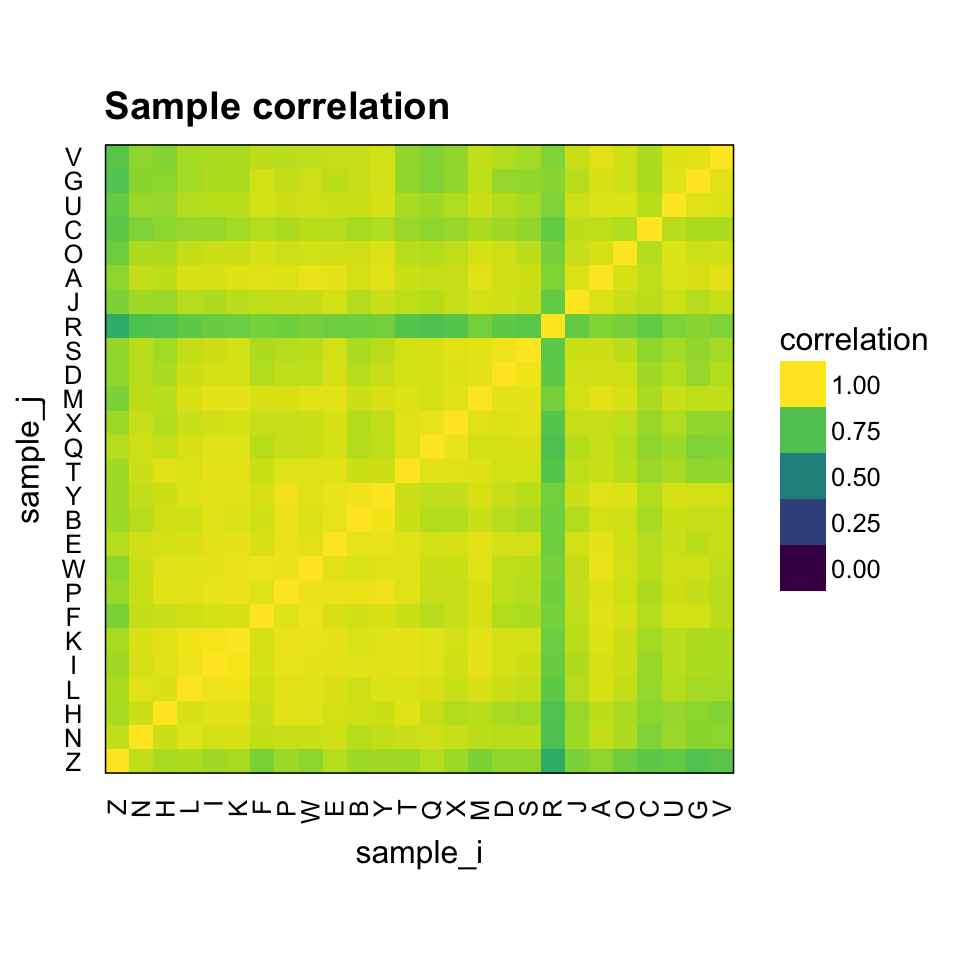 Sample correlation
V
G
U
C
O
A
J
R
S
D
M
X
Q
T
Y
B
E
W
P
F
K
I
L
H
N
Z
sample_j
Z N H L I K F P W E B Y T Q X M D S R J A O C U G V
sample_i
correlation
1.00
0.75
0.50
0.25
0.00